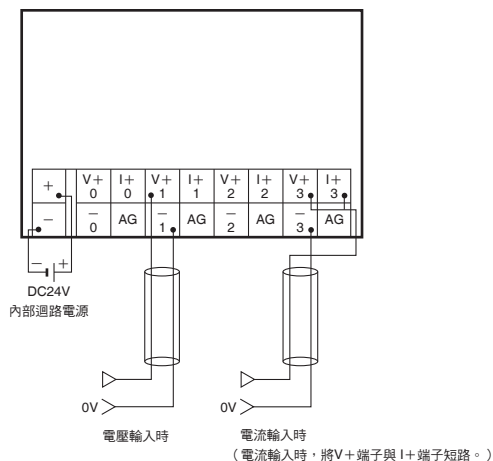 + V+ I+ V+ I+ V+ I+ V+ I+
0 0 1 1 2 2 3 3
− − AG − AG − AG − AG
0 1 2 3
− +
DC24V
內部迴路電源
0V 0V
電壓輸入時 電流輸入時
（電流輸入時，將V＋端子與 I＋端子短路。）